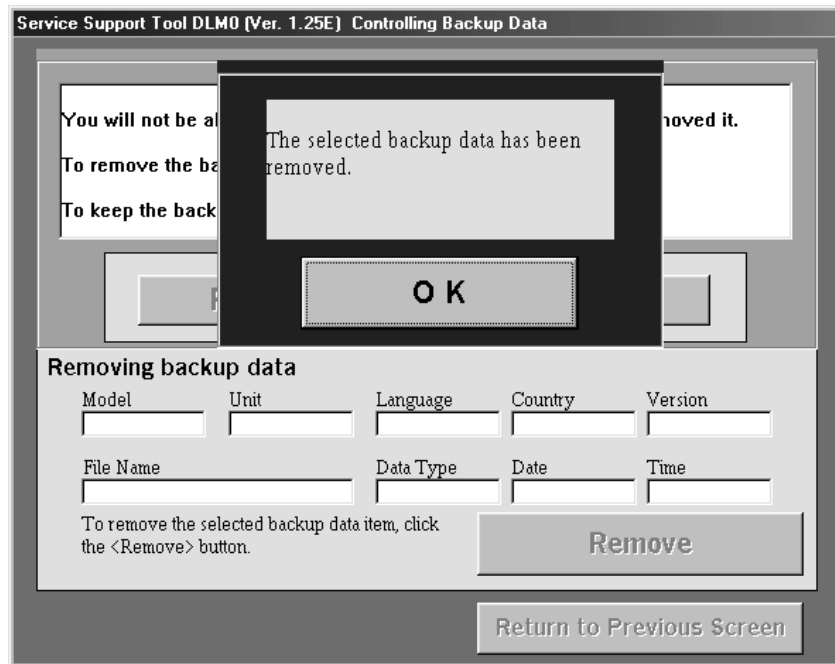 Service Support Tool DLM0 (Ver. 1.25E) Controlling Backup Data
You will not be
noved it.
To remove the
To keep the back
The selected backup data has been
removed.
O K
Removing backup data
Model Unit Language Country Version
File Name Data Type Date Time
To remove the selected backup data item, click
the <Remove> button.
Remove
Return to Previous Screen